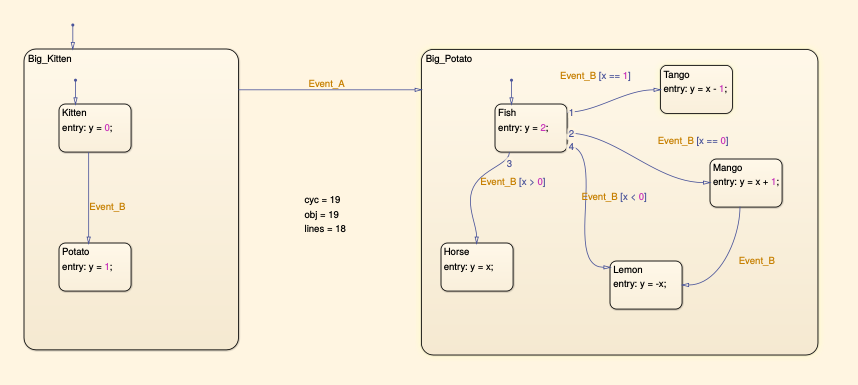 Big_Kitten
Kitten
entry: y = 0;
Event_B
Potato
entry: y = 1;
Event_A
cyc = 19
obj = 19
lines = 18
Big_Potato
Fish
entry: y = 2;
1
2
4
3
Event_B [x == 1]
Tango
entry: y = x - 1;
Event_B [x == 0]
Mango
entry: y = x + 1;
Event_B [x > 0]
Event_B [x < 0]
Horse
entry: y = x;
Lemon
entry: y = -x;
Event_B